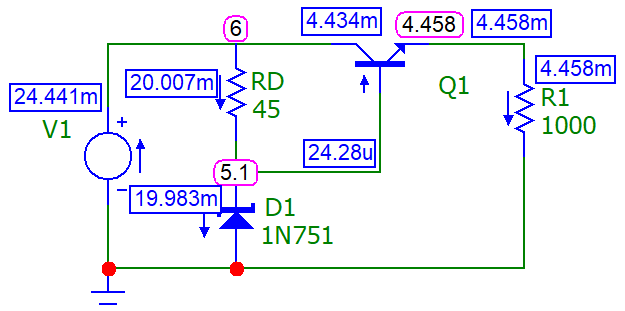 4.434m
6
4.458
4.458m
20.007m
RD
45
4.458m
24.441m
Q1
R1
1000
V1
+
24.28u
5.1
−
19.983m
D1
1N751